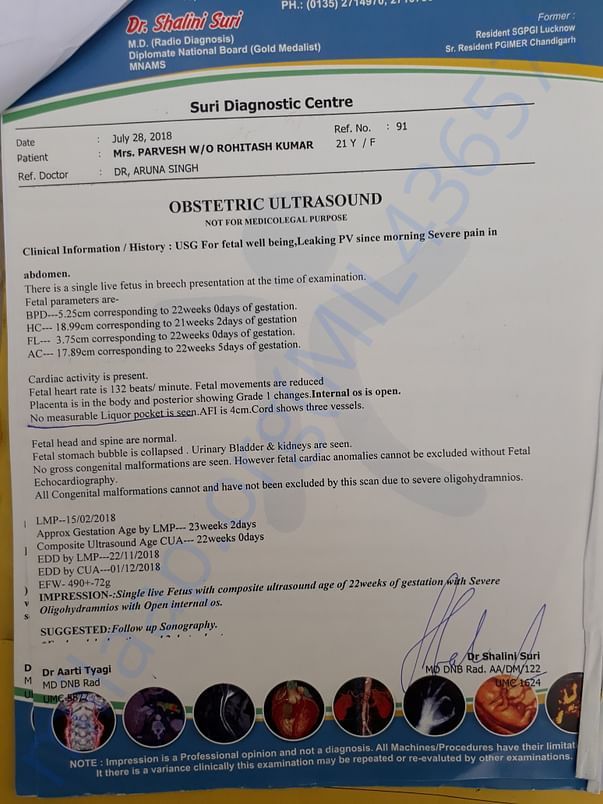 PH.: (0135)
Dr. Shalini Suri
M.D. (Radio Diagnosis)
Diplomate National Board (Gold Medalist)
MNAMS
Former :
Resident SGPGI Lucknow
Sr. Resident PGIMER Chandigarh
Suri Diagnostic Centre
Date : July 28, 2018 Ref. No. : 91
Patient : Mrs. PARVESH W/O ROHITASH KUMAR 21 Y / F
Ref. Doctor : DR, ARUNA SINGH
OBSTETRIC ULTRASOUND
NOT FOR MEDICOLEGAL PURPOSE
Clinical Information / History : USG For fetal well being,Leaking PV since morning Severe pain in
abdomen.
There is a single live fetus in breech presentation at the time of examination.
Fetal parameters are-
BPD---5.25cm corresponding to 22weeks 0days of gestation.
HC--- 18.99cm corresponding to 21weeks 2days of gestation
FL--- 3.75cm corresponding to 22weeks 0days of gestation.
AC--- 17.89cm corresponding to 22weeks 5days of gestation.
Cardiac activity is present.
Fetal heart rate is 132 beats/ minute. Fetal movements are reduced
Placenta is in the body and posterior showing Grade 1 changes.Internal os is open.
No measurable Liquor pocket is seen.AFI is 4cm.Cord shows three vessels.
Fetal head and spine are normal.
Fetal stomach bubble is collapsed . Urinary Bladder & kidneys are seen.
No gross congenital malformations are seen. However fetal cardiac anomalies cannot be excluded without Fetal
Echocardiography.
All Congenital malformations cannot and have not been excluded by this scan due to severe oligohydramnios.
LMP--15/02/2018
Approx Gestation Age by LMP--- 23weeks 2days
Composite Ultrasound Age CUA--- 22weeks 0days
EDD by LMP---22/11/2018
EDD by CUA---01/12/2018
EFW- 490+-72g
IMPRESSION-:Single live Fetus with composite ultrasound age of 22weeks of gestation with Severe
Oligohydramnios with Open internal os.
SUGGESTED:Follow up Sonography.
Dr Aarti Tyagi
MD DNB Rad
Dr Shalini Suri
MD DNB Rad. AA/DM/122
UMC 1624
NOTE : Impression is a Professional opinion and not a diagnosis. All Machines/Procedures have their limitat
It there is a variance clinically this examination may be repeated or re-evaluted by other examinations.